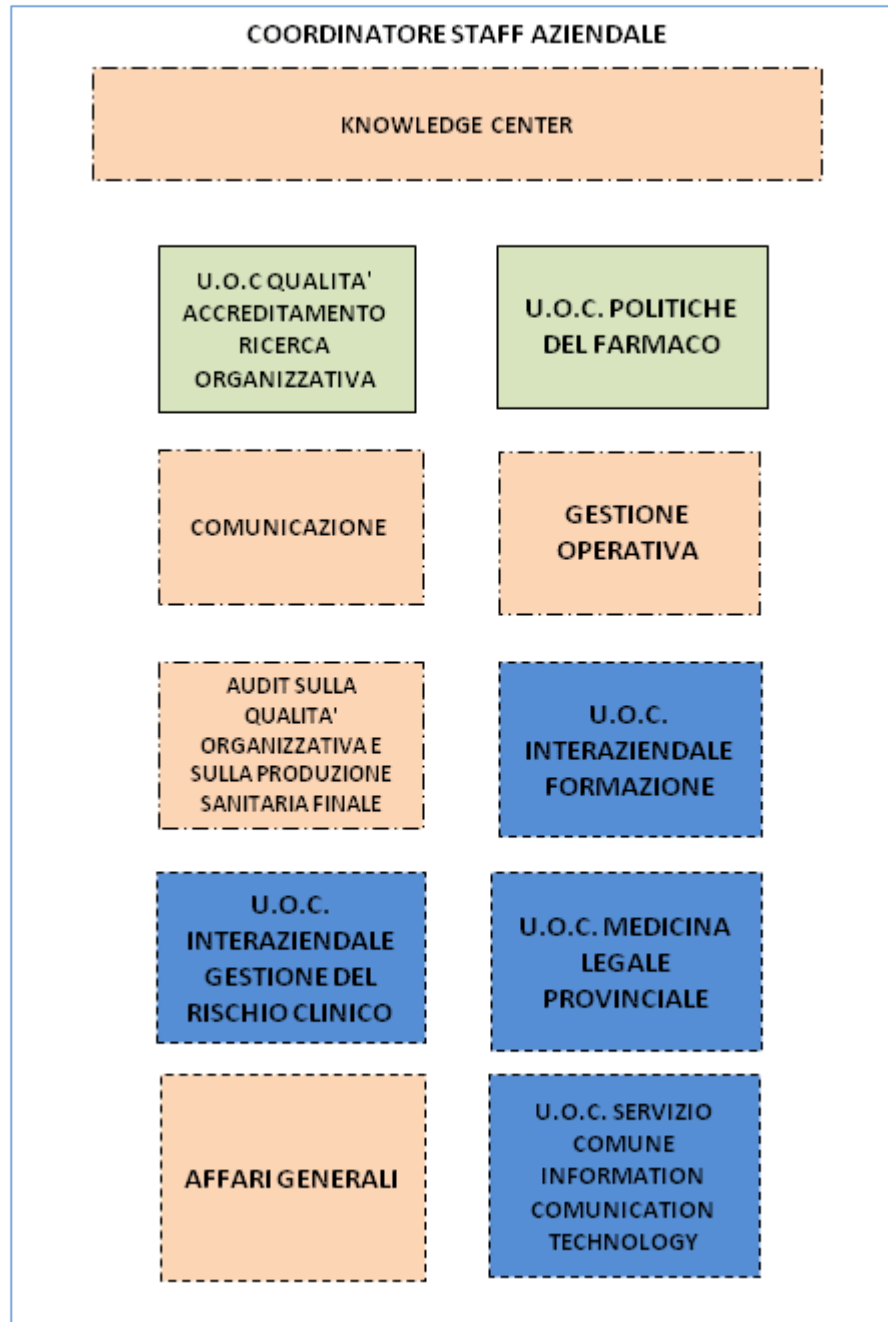 COORDINATORE STAFF AZIENDALE
KNOWLEDGE CENTER
U.O.C QUALITA'
ACCREDITAMENTO
RICERCA
ORGANIZZATIVA
U.O.C. POLITICHE
DEL FARMACO
COMUNICAZIONE
GESTIONE
OPERATIVA
AUDIT SULLA
QUALITA'
ORGANIZZATIVA E
SULLA PRODUZIONE
SANITARIA FINALE
U.O.C.
INTERAZIENDALE
FORMAZIONE
U.O.C.
INTERAZIENDALE
GESTIONE DEL
RISCHIO CLINICO
U.O.C. MEDICINA
LEGALE
PROVINCIALE
AFFARI GENERALI
U.O.C. SERVIZIO
COMUNE
INFORMATION
COMUNICATION
TECHNOLOGY